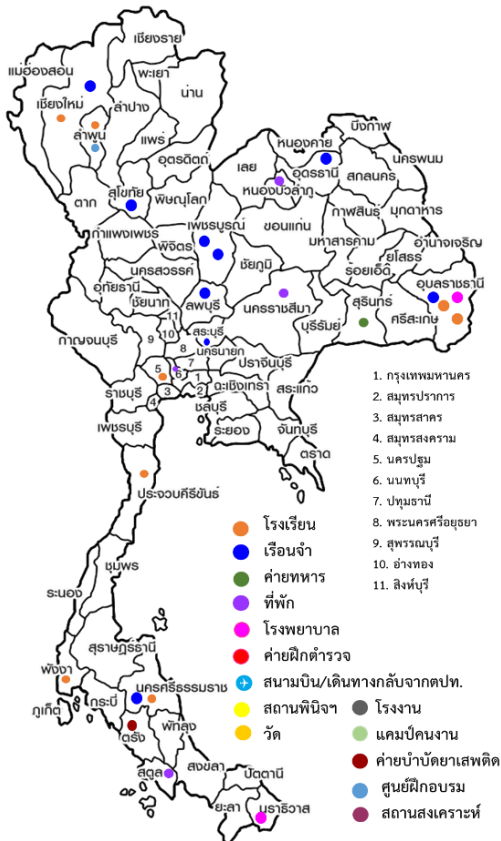 เชียงราย
แม่ฮ่องสอน
พะเยา
น่าน
เชียงใหม่
ลำปาง
ลำพูน
แพร่
บึงกาฬ
หนองคาย
อุตรดิตถ์
เลย
อุดรธานี
นครพนม
สกลนคร
หนองบัวลำภู
ตาก
สุโขทัย
พิษณุโลก
กาฬสินธุ์
มุกดาหาร
กำแพงเพชร
เพชรบูรณ์
ขอนแก่น
พิจิตร
มหาสารคาม
อำนาจเจริญ
ยโสธร
นครสวรรค์
ชัยภูมิ
ร้อยเอ็ด
อุทัยธานี
อุบลราชธานี
ชัยนาท
ลพบุรี
นครราชสีมา
สุรินทร์
11
บุรีรัมย์
ศรีสะเกษ
10
สระบุรี
9
8
นครนายก
กาญจนบุรี
7
ปราจีนบุรี
5
6
1
ฉะเชิงเทรา
สระแก้ว
ราชบุรี
3
2
4
ชลบุรี
เพชรบุรี
ระยอง
จันทบุรี
ตราด
ประจวบคีรีขันธ์
1. กรุงเทพมหานคร
2. สมุทรปราการ
3. สมุทรสาคร
4. สมุทรสงคราม
5. นครปฐม
6. นนทบุรี
7. ปทุมธานี
8. พระนครศรีอยุธยา
9. สุพรรณบุรี
10. อ่างทอง
11. สิงห์บุรี
ชุมพร
ระนอง
สุราษฎร์ธานี
พังงา
นครศรีธรรมราช
กระบี่
ภูเก็ต
ตรัง
พัทลุง
สตูล
สงขลา
ปัตตานี
ยะลา
นราธิวาส
โรงเรียน
เรือนจำ
ค่ายทหาร
ที่พัก
โรงพยาบาล
ค่ายฝึกตำรวจ
สนามบิน/เดินทางกลับจากตปท.
สถานพินิจฯ
วัด
โรงงาน
แคมป์คนงาน
ค่ายบำบัดยาเสพติด
ศูนย์ฝึกอบรม
สถานสงเคราะห์